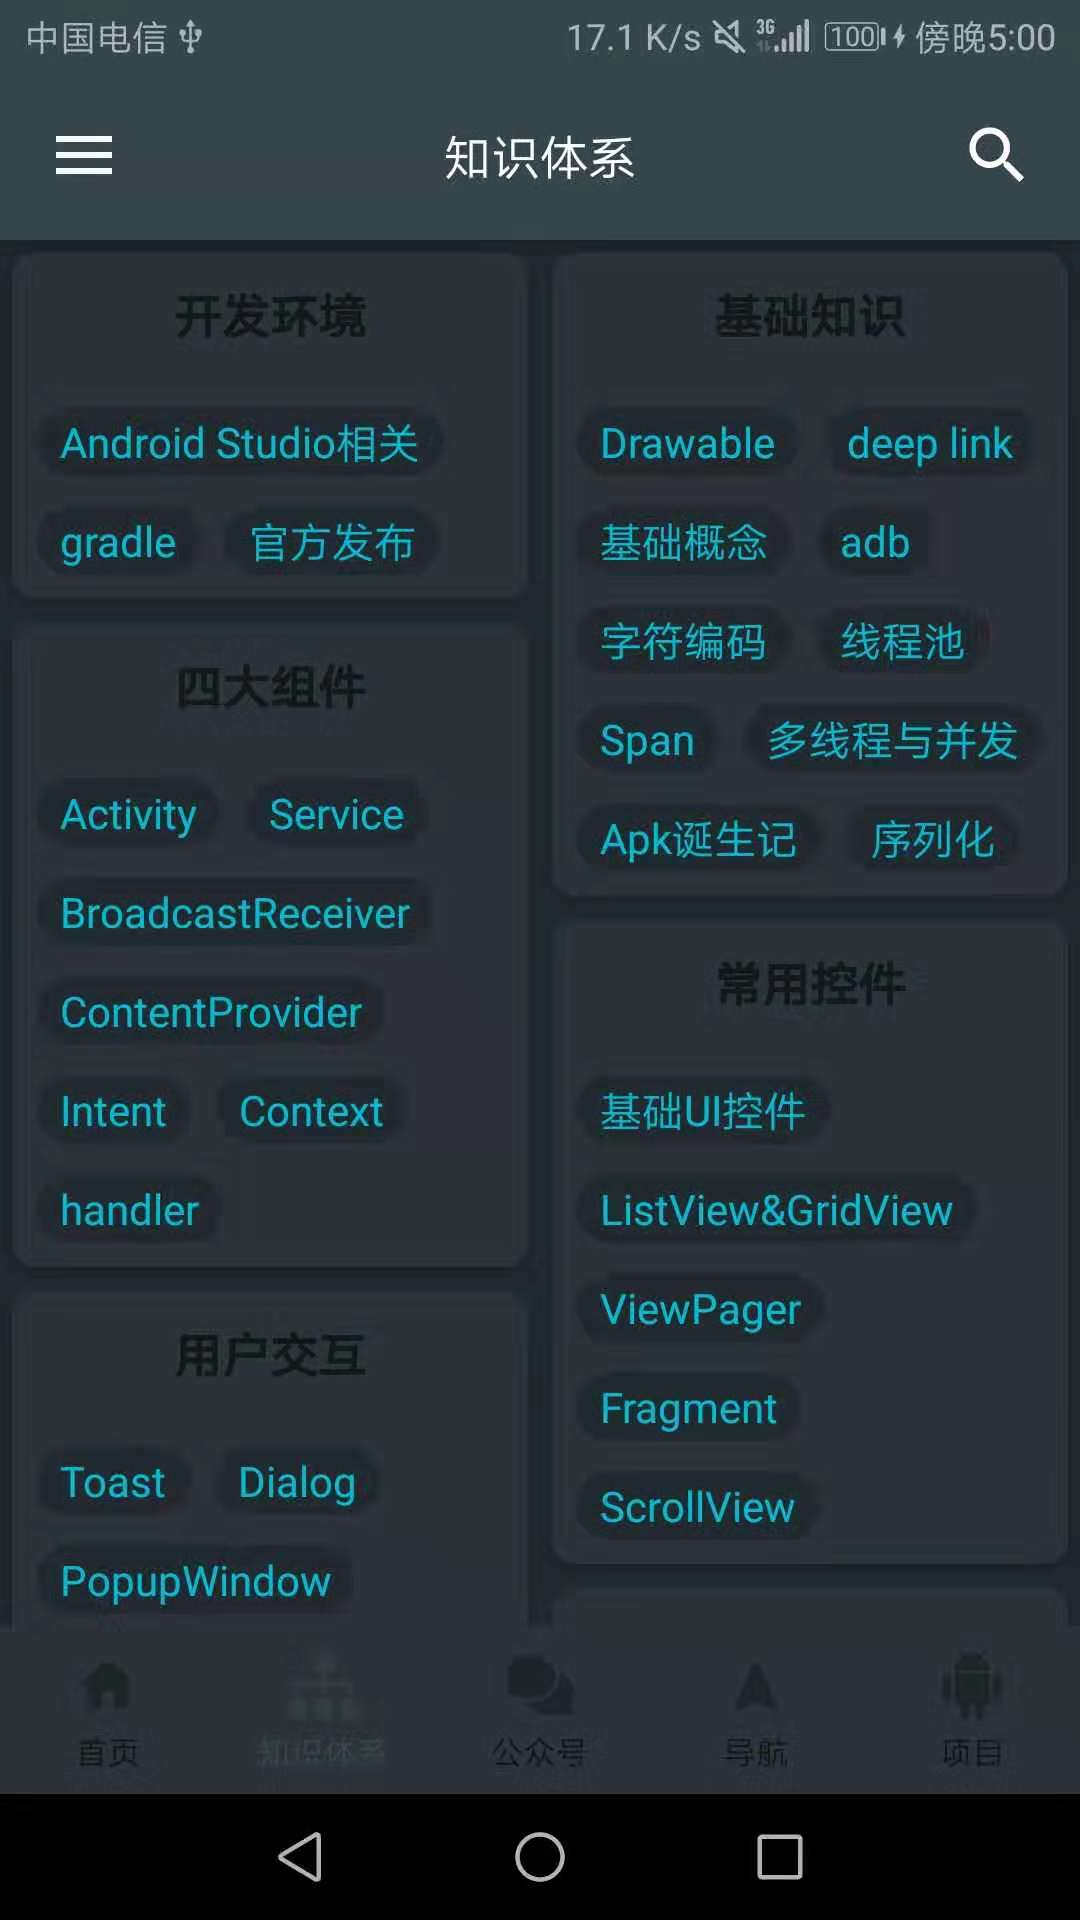 中国电信 17.1 K/s 3G 100 傍晚5:00
知识体系
开发环境
Android Studio相关
gradle 官方发布
四大组件
Activity Service
BroadcastReceiver
ContentProvider
Intent Context
handler
用户交互
Toast Dialog
PopupWindow
基础知识
Drawable deep link
基础概念 adb
字符编码 线程池
Span 多线程与并发
Apk诞生记 序列化
常用控件
基础UI控件
ListView&GridView
ViewPager
Fragment
ScrollView
首页 知识体系 公众号 导航 项目